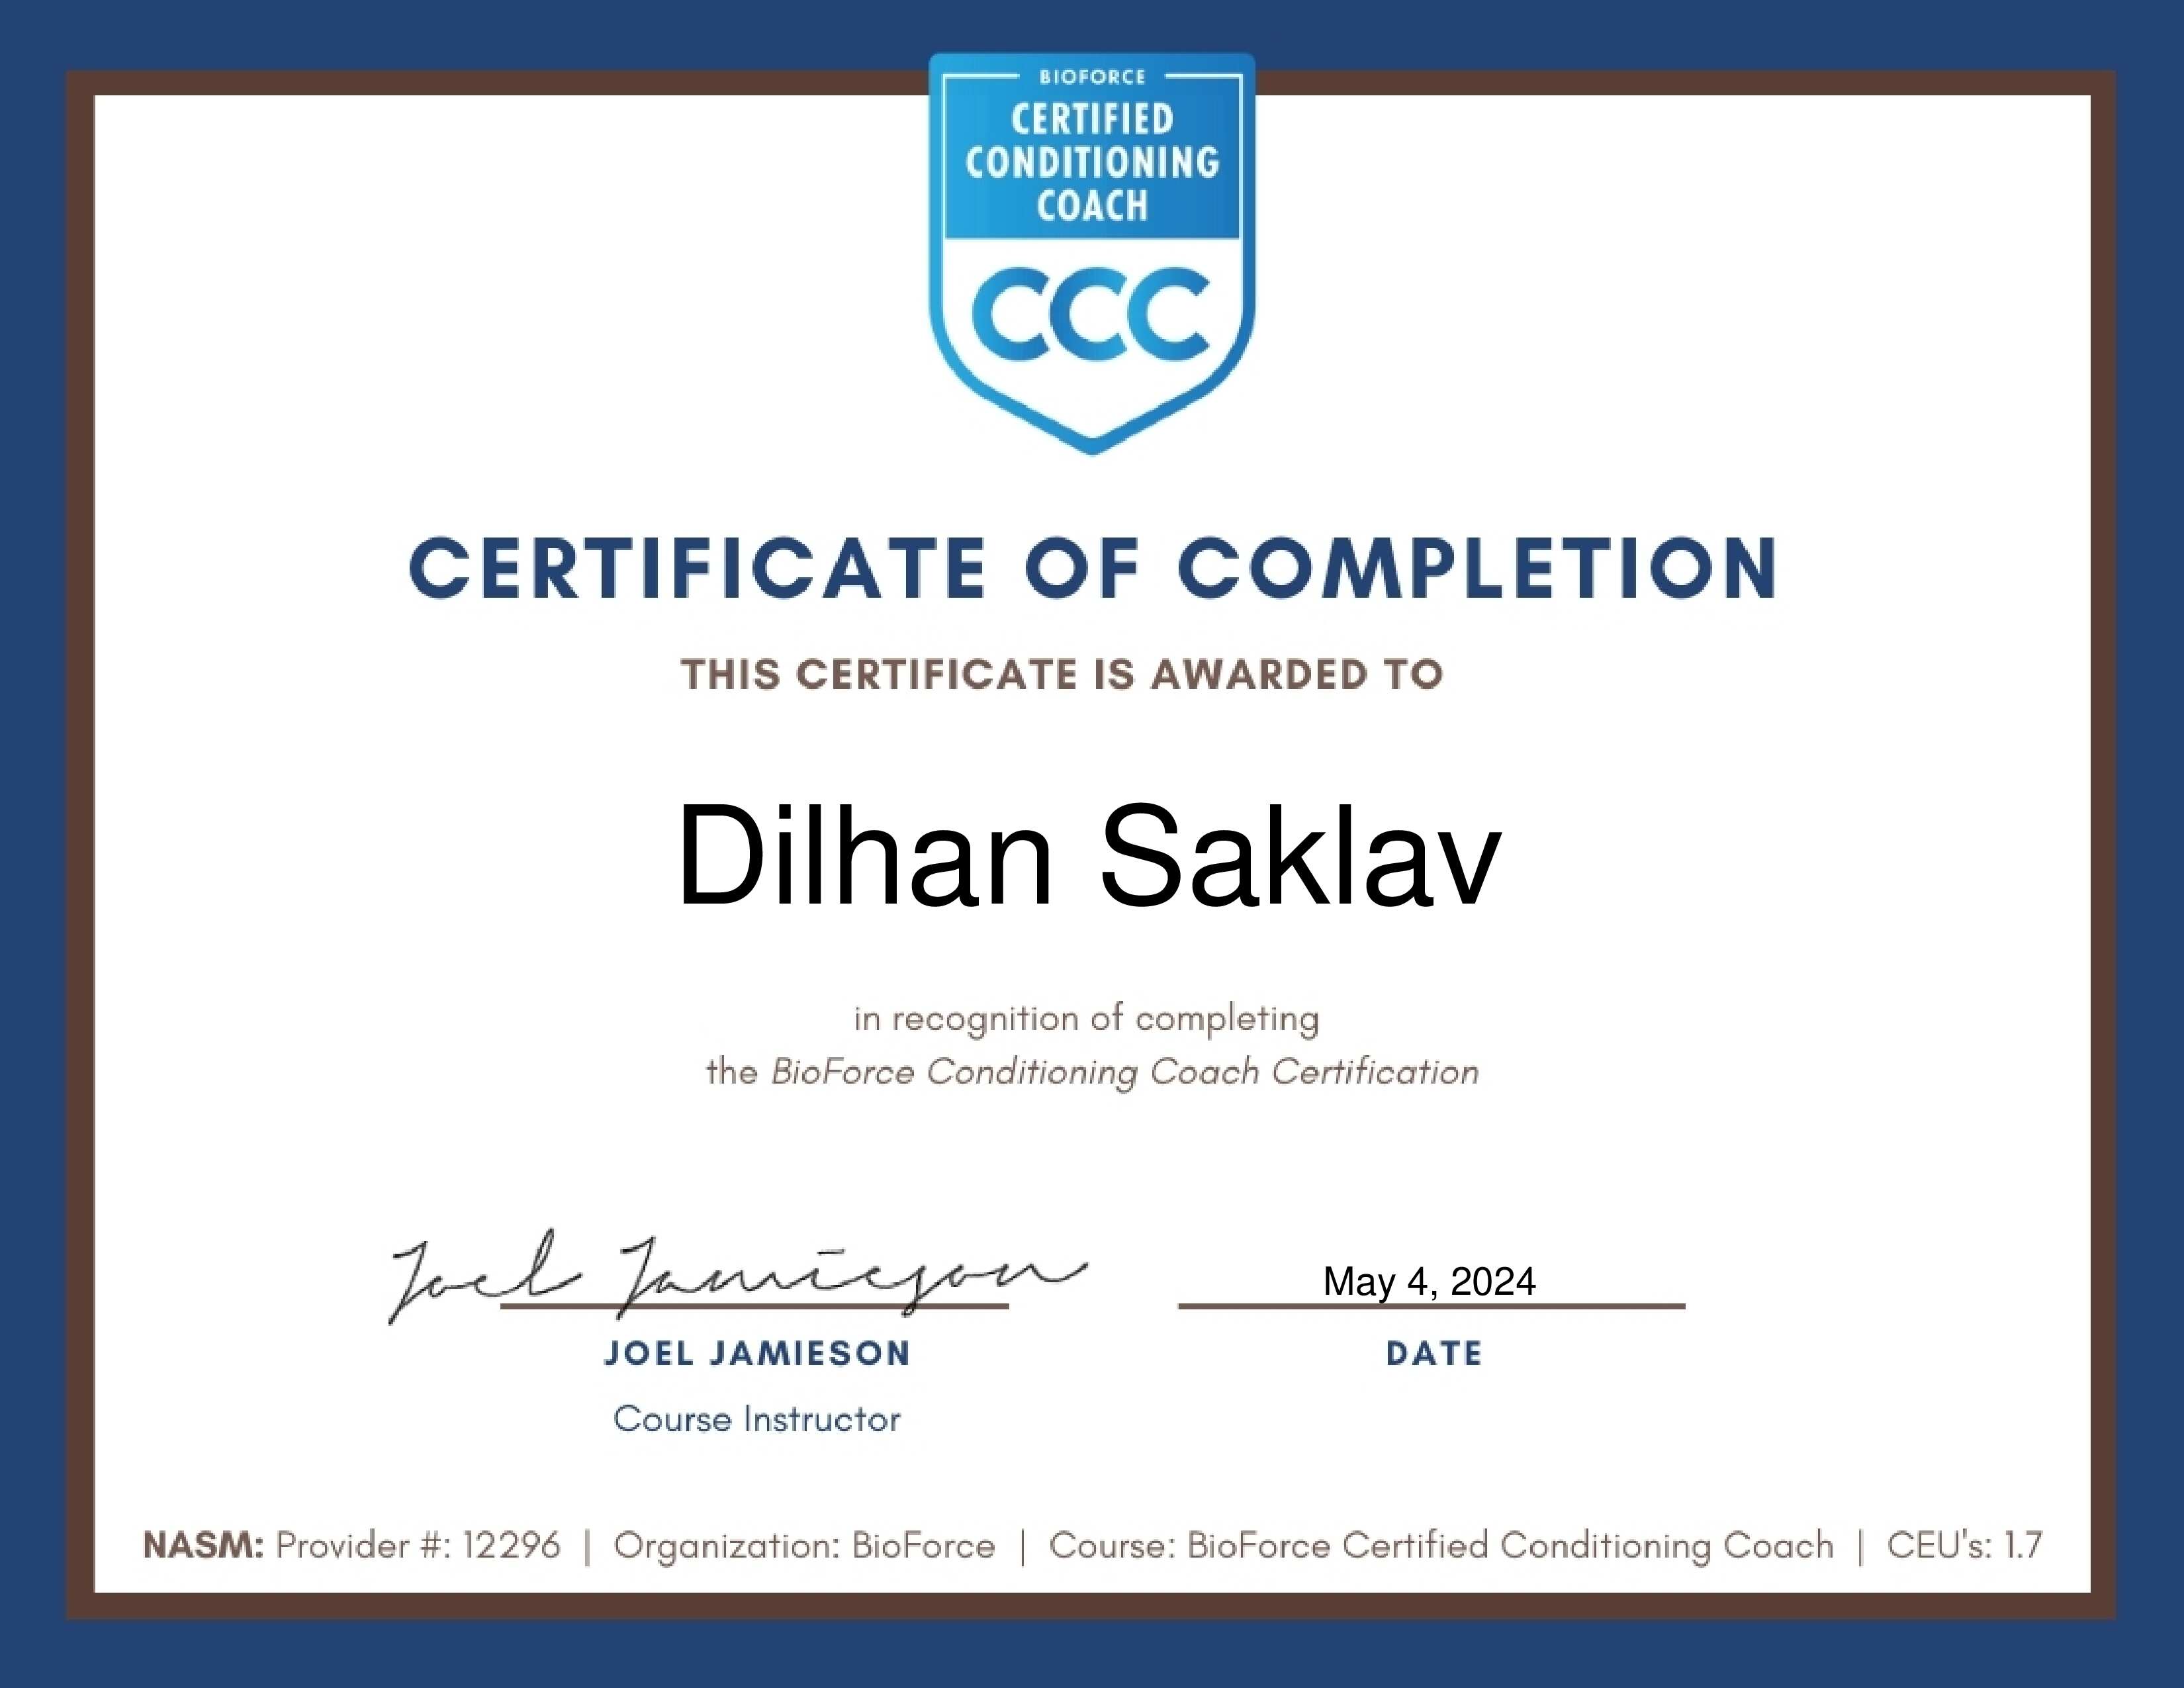 BIOFORCE
CERTIFIED
CONDITIONING
COACH
CCC
CERTIFICATE OF COMPLETION
THIS CERTIFICATE IS AWARDED TO
Dilhan Saklav
in recognition of completing
the BioForce Conditioning Coach Certification
Joel Jamieson
May 4, 2024
JOEL JAMIESON
DATE
Course Instructor
NASM: Provider #: 12296 | Organization: BioForce | Course: BioForce Certified Conditioning Coach | CEU's: 1.7